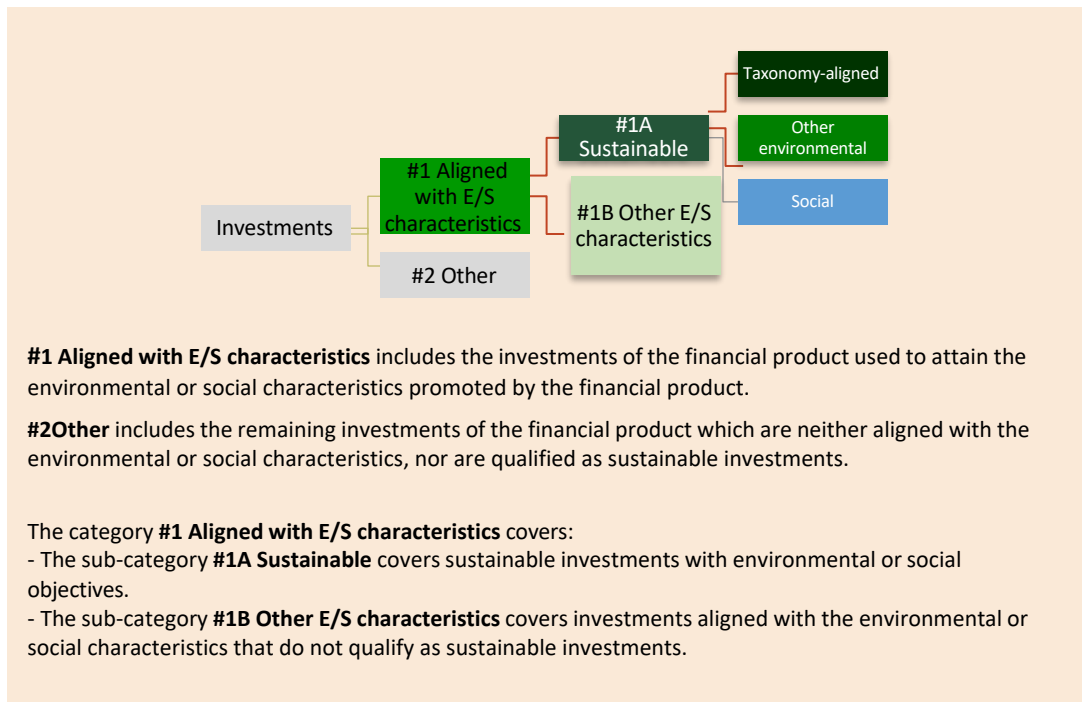 Taxonomy-aligned
#1A
Sustainable
Other
environmental
#1 Aligned
with E/S
characteristics
#1B Other E/S
characteristics
Social
Investments
#2 Other
#1 Aligned with E/S characteristics includes the investments of the financial product used to attain the
environmental or social characteristics promoted by the financial product.
#2Other includes the remaining investments of the financial product which are neither aligned with the
environmental or social characteristics, nor are qualified as sustainable investments.
The category #1 Aligned with E/S characteristics covers:
- The sub-category #1A Sustainable covers sustainable investments with environmental or social
objectives.
- The sub-category #1B Other E/S characteristics covers investments aligned with the environmental or
social characteristics that do not qualify as sustainable investments.